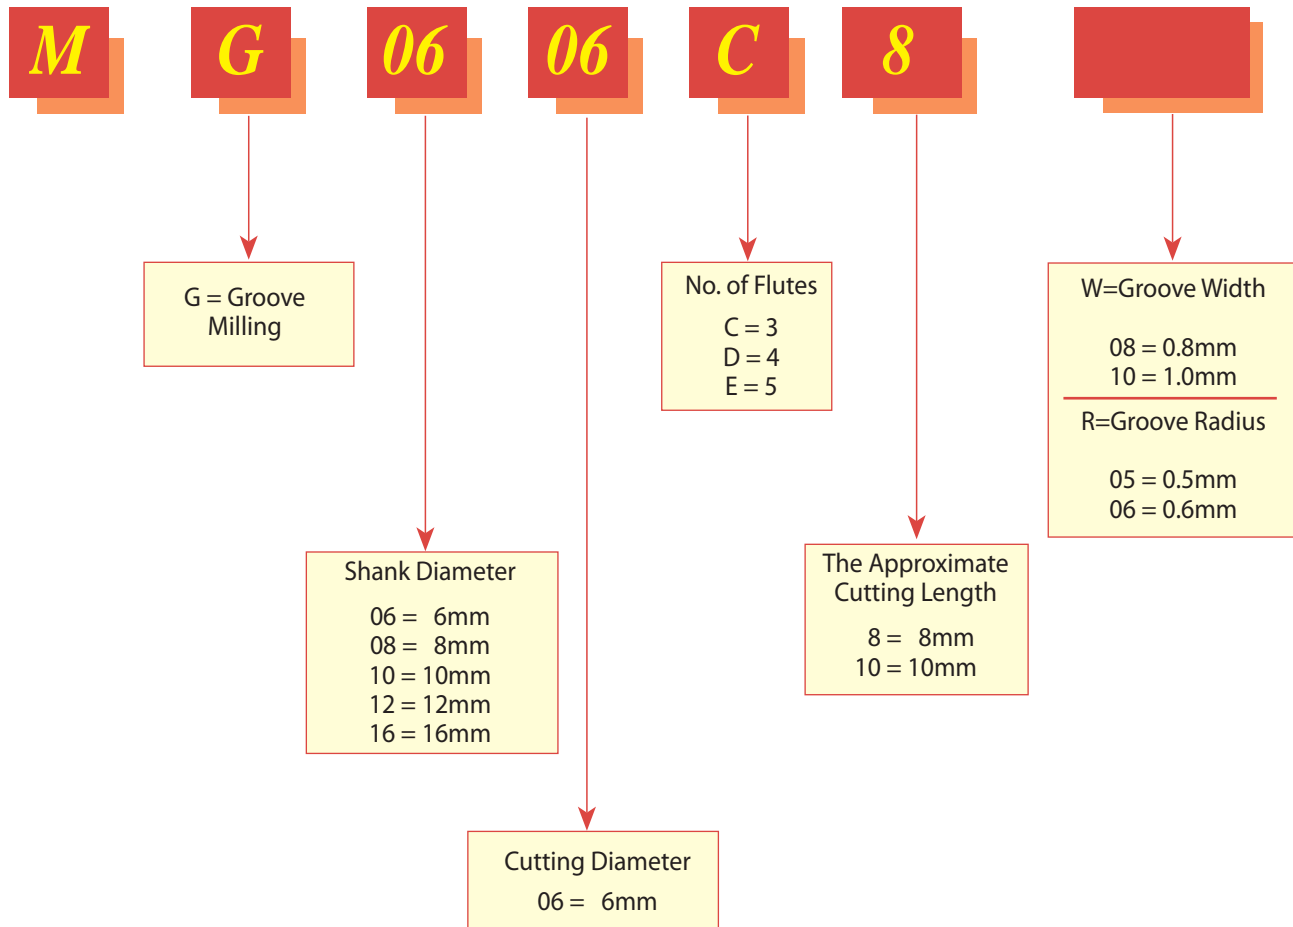 M G 06 06 C 8
G = Groove
Milling
No. of Flutes
C = 3
D = 4
E = 5
W=Groove Width
08 = 0.8mm
10 = 1.0mm
R=Groove Radius
05 = 0.5mm
06 = 0.6mm
Shank Diameter
06 = 6mm
08 = 8mm
10 = 10mm
12 = 12mm
16 = 16mm
The Approximate
Cutting Length
8 = 8mm
10 = 10mm
Cutting Diameter
06 = 6mm